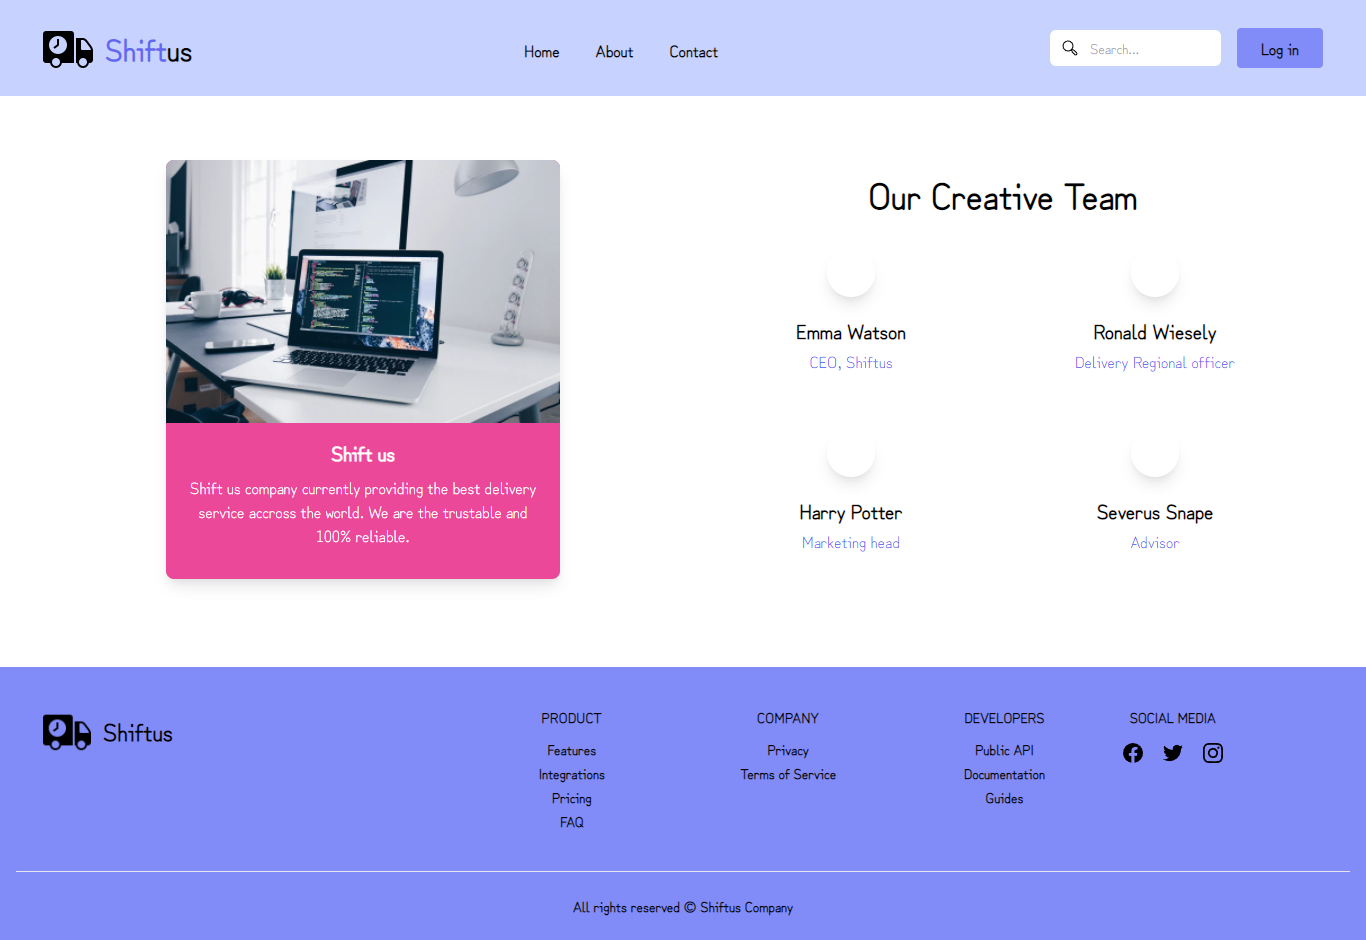 Shiftus
Home About Contact
Search...
Log in
Shift us
Shift us company currently providing the best delivery
service accross the world. We are the trustable and
100% reliable.
Our Creative Team
Emma Watson
CEO, Shiftus
Ronald Wiesely
Delivery Regional officer
Harry Potter
Marketing head
Severus Snape
Advisor
Shiftus
PRODUCT
Features
Integrations
Pricing
FAQ
COMPANY
Privacy
Terms of Service
DEVELOPERS
Public API
Documentation
Guides
SOCIAL MEDIA
All rights reserved © Shiftus Company